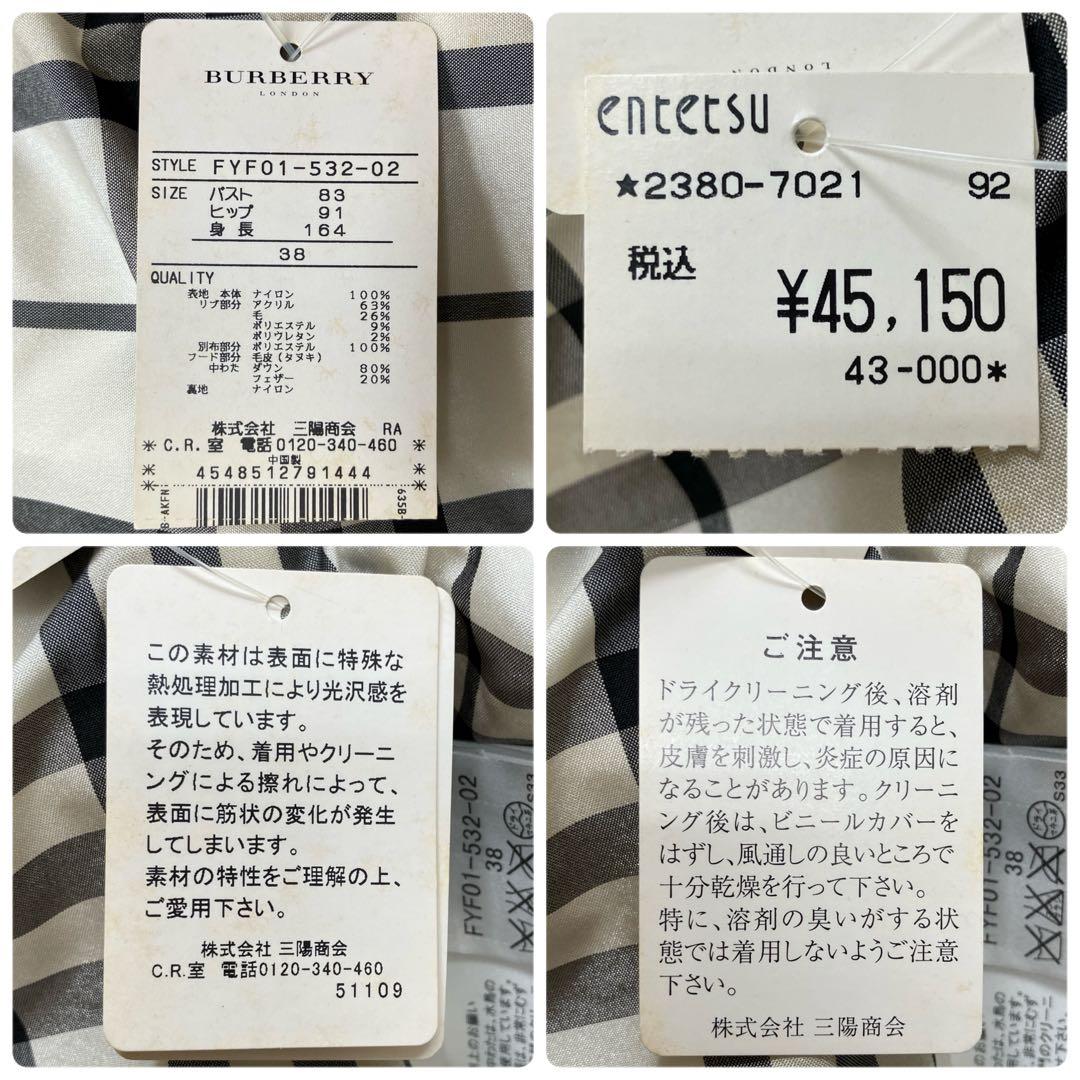 BURBERRY
LONDON
STYLE FYF01-532-02
SIZE バスト 83
ヒップ 91
身長 164
38
QUALITY
表地 本体 ナイロン 100%
リブ部分 アクリル 63%
毛 26%
ポリエステル 9%
ポリウレタン 2%
別布部分 ポリエステル 100%
フード部分 毛皮(タヌキ)
中わた ダウン 80%
フェザー 20%
裏地 ナイロン
株式会社 三陽商会 RA
* C.R.室 電話0120-340-460 *
* 中国製 *
* 4548512791444 *
B-AKFN
635B-
LONDON
entetsu
★2380-7021 92
税込
¥45,150
43-000*
この素材は表面に特殊な
熱処理加工により光沢感を
表現しています。
そのため、着用やクリーニ
ングによる擦れによって、
表面に筋状の変化が発生
してしまいます。
素材の特性をご理解の上、
ご愛用下さい。
株式会社 三陽商会
C.R.室 電話0120-340-460
51109
FYF01-532-02
38
ドライ
S33
ご注意
ドライクリーニング後、溶剤
が残った状態で着用すると、
皮膚を刺激し、炎症の原因に
なることがあります。クリーニ
ング後は、ビニールカバーを
はずし、風通しの良いところで
十分乾燥を行って下さい。
特に、溶剤の臭いがする状
態では着用しないようご注意
下さい。
株式会社 三陽商会
FYF01-532-02
38
ドライ
S33